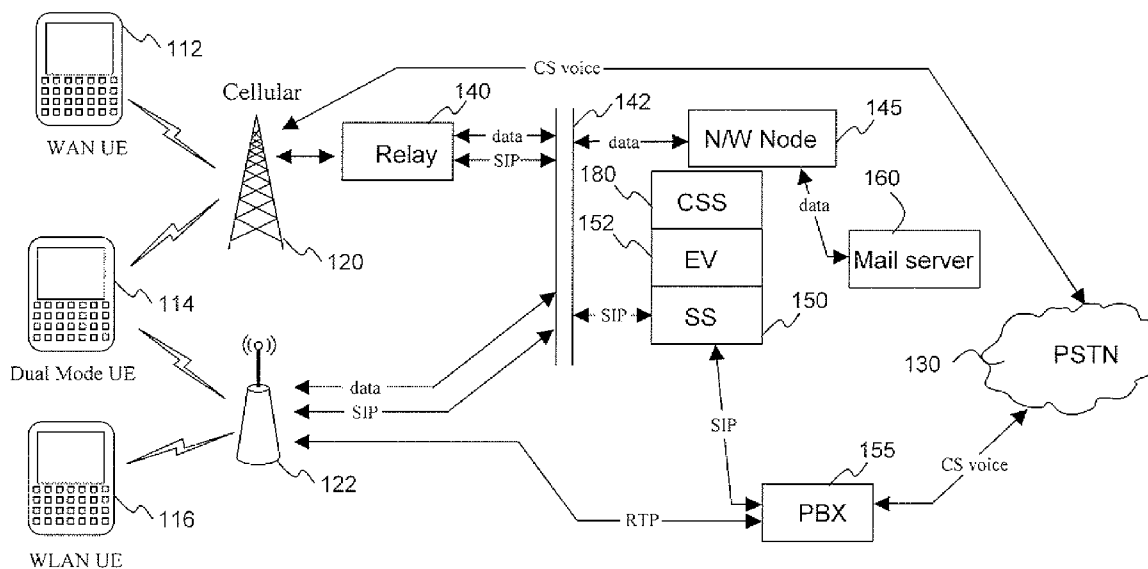 112
WAN UE
Cellular
CS voice
140
142
145
Relay
data
SIP
data
N/W Node
180
CSS
data
160
152
EV
Mail server
120
114
SIP
SS
150
Dual Mode UE
130
PSTN
data
SIP
SIP
122
155
CS voice
116
RTP
PBX
WLAN UE